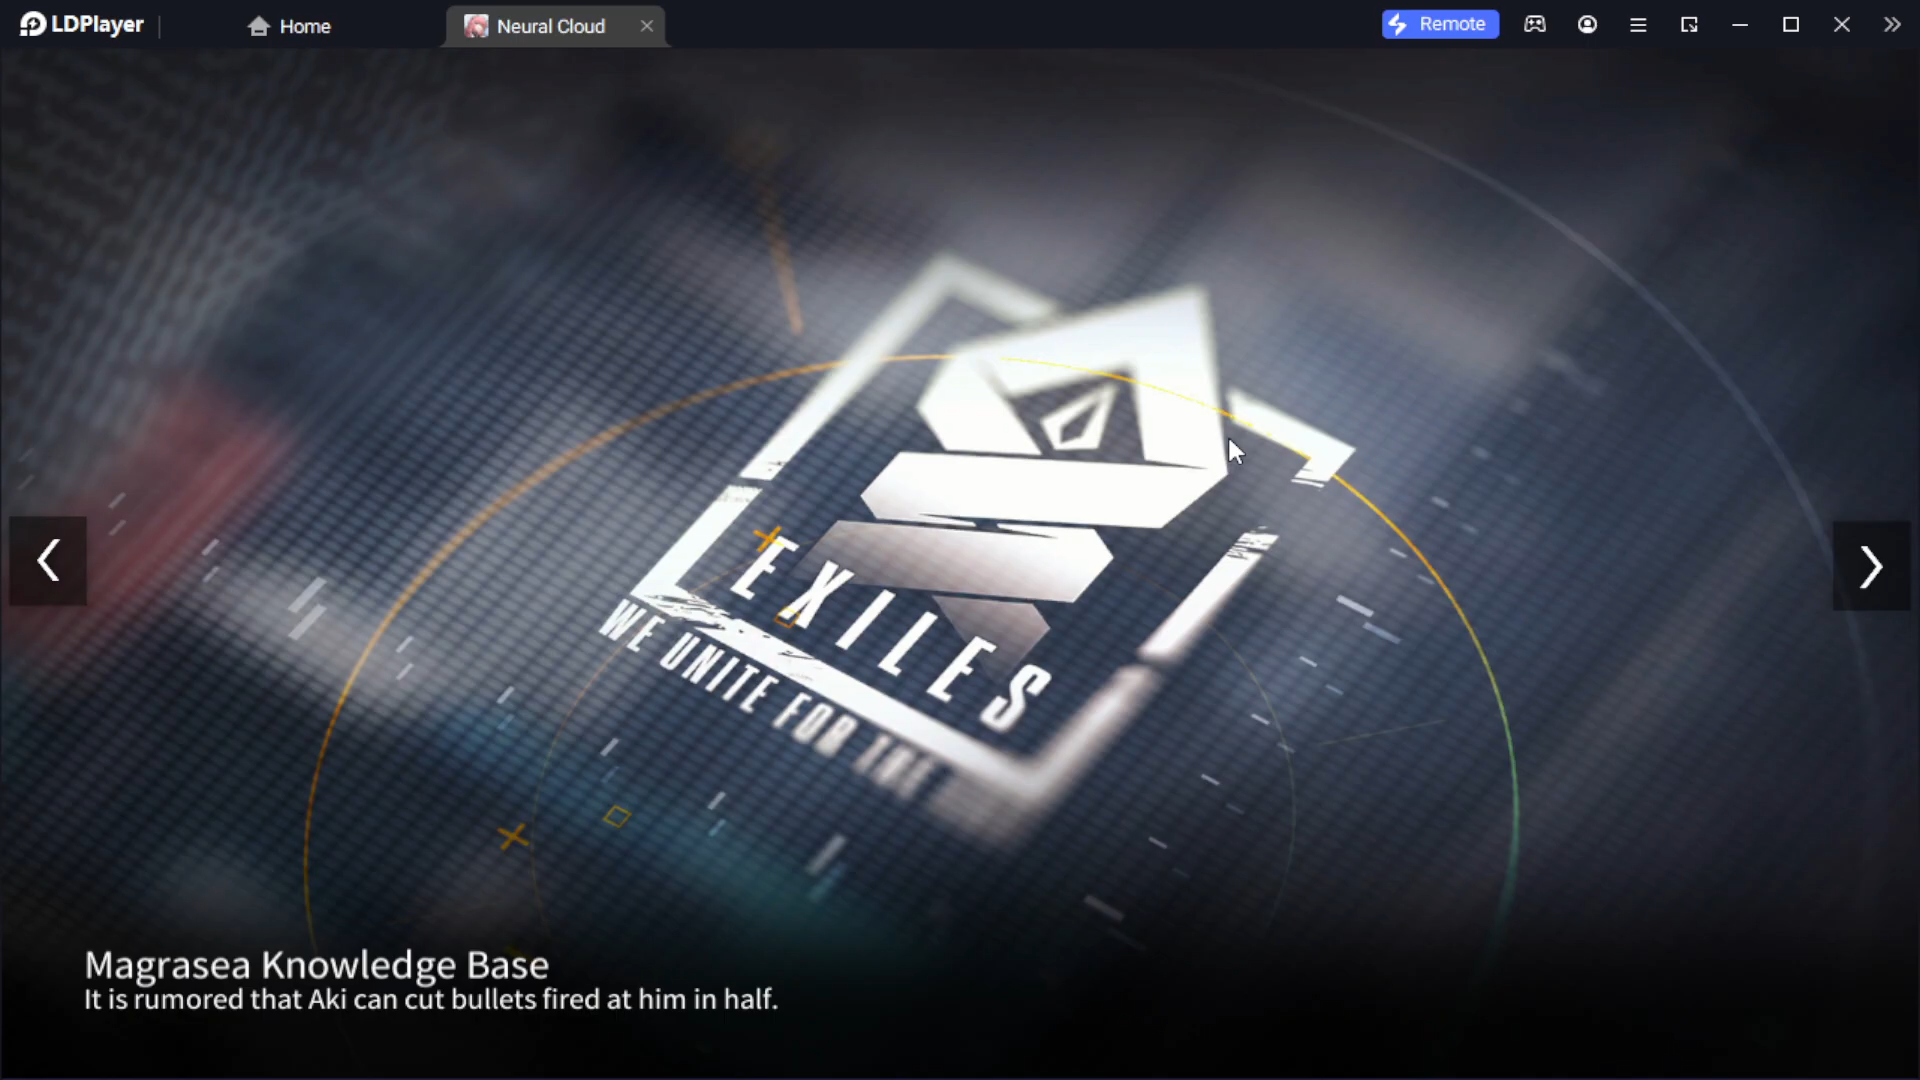 LDPlayer
Home
Neural Cloud
Remote
EXILES
WE UNITE FOR THE
Magrasea Knowledge Base
It is rumored that Aki can cut bullets fired at him in half.